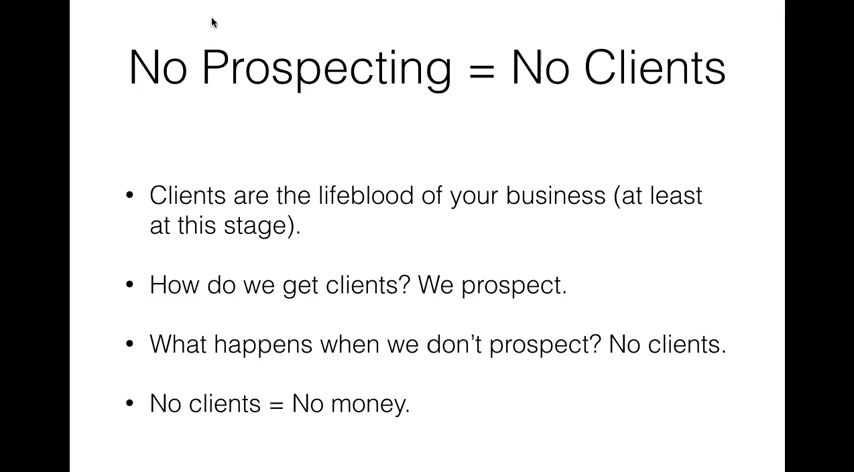 No Prospecting = No Clients
• Clients are the lifeblood of your business (at least
at this stage).
• How do we get clients? We prospect.
• What happens when we don’t prospect? No clients.
• No clients = No money.